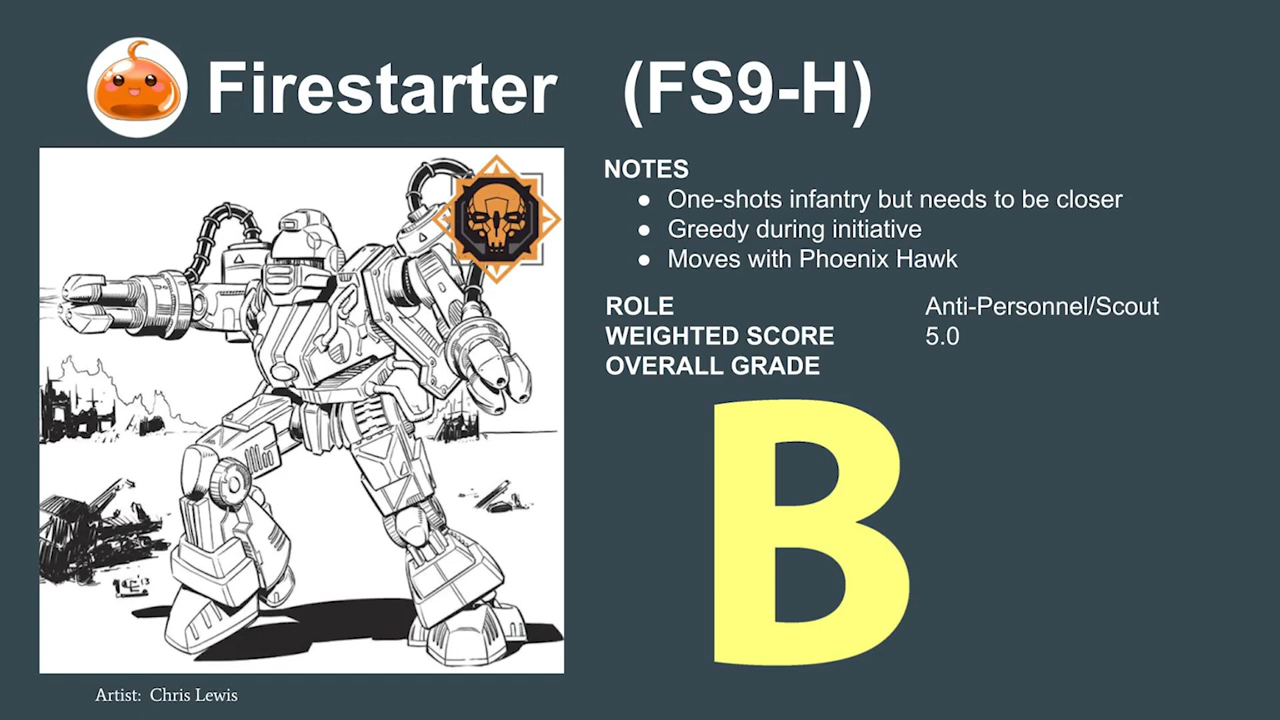 Firestarter (FS9-H)
NOTES
● One-shots infantry but needs to be closer
● Greedy during initiative
● Moves with Phoenix Hawk
ROLE Anti-Personnel/Scout
WEIGHTED SCORE 5.0
OVERALL GRADE
B
Artist: Chris Lewis